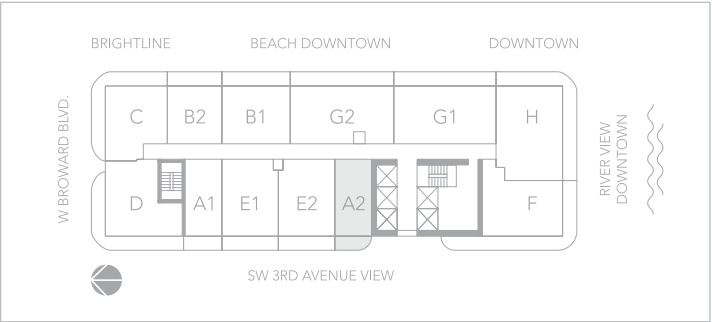 BRIGHTLINE
BEACH DOWNTOWN
DOWNTOWN
W BROWARD BLVD.
C
B2
B1
G2
G1
H
RIVER VIEW
DOWNTOWN
D
A1
E1
E2
A2
F
SW 3RD AVENUE VIEW